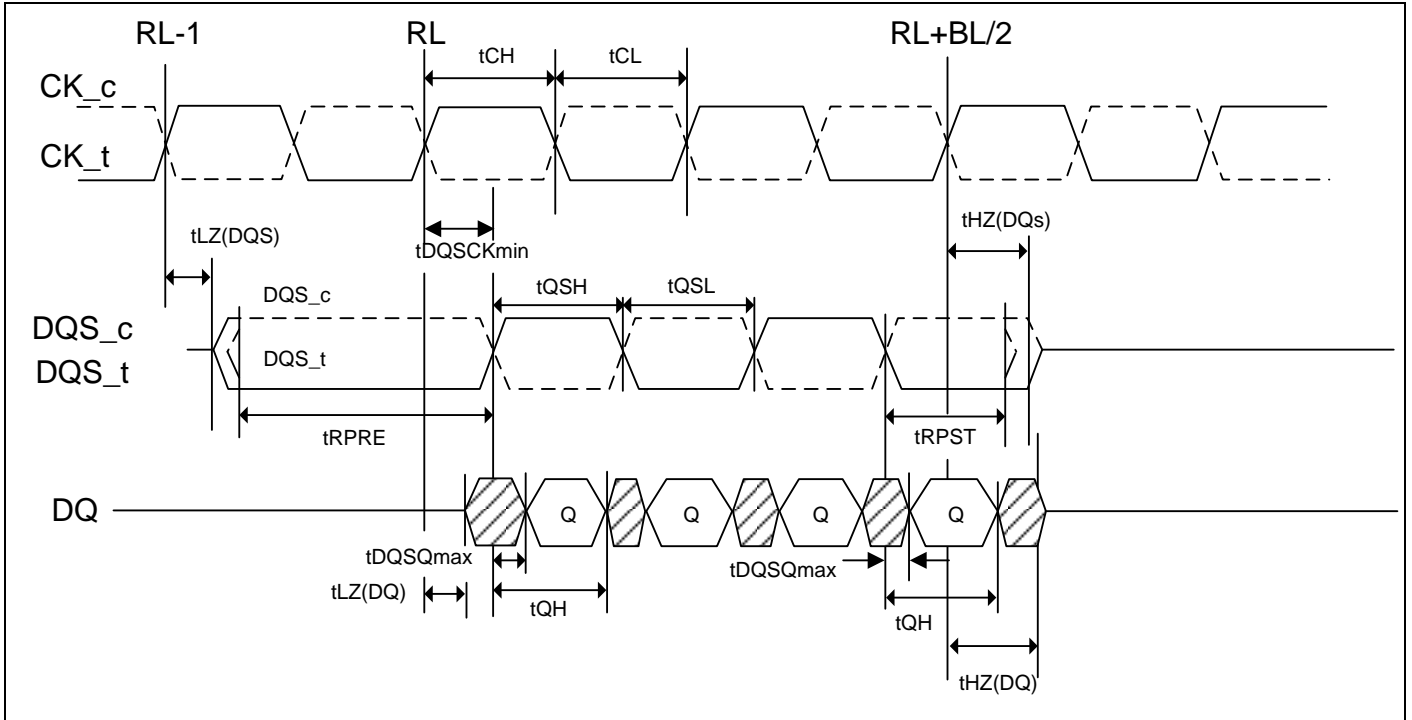 RL-1 RL RL+BL/2
tCH tCL
CK_c
CK_t
tLZ(DQS) tDQSCKmin tHZ(DQs)
DQS_c tQSH tQSL
DQS_c
DQS_t
DQS_t
tRPRE tRPST
DQ Q Q Q Q
tDQSQmax tDQSQmax
tLZ(DQ) tQH tQH
tHZ(DQ)